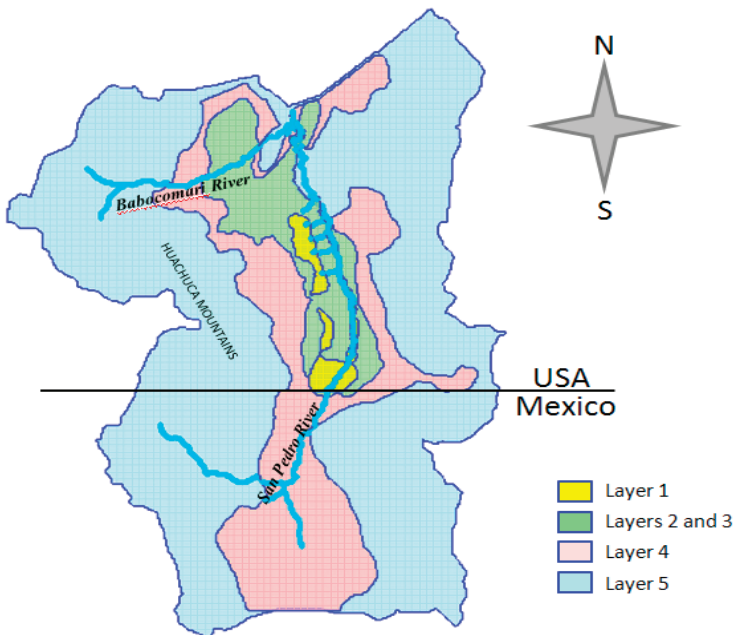 N
S
Babocomari River
HUACHUCA MOUNTAINS
USA
Mexico
San Pedro River
Layer 1
Layers 2 and 3
Layer 4
Layer 5